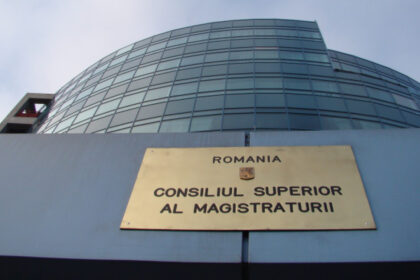 ROMANIA
CONSILIUL SUPERIOR
AL MAGISTRATURII